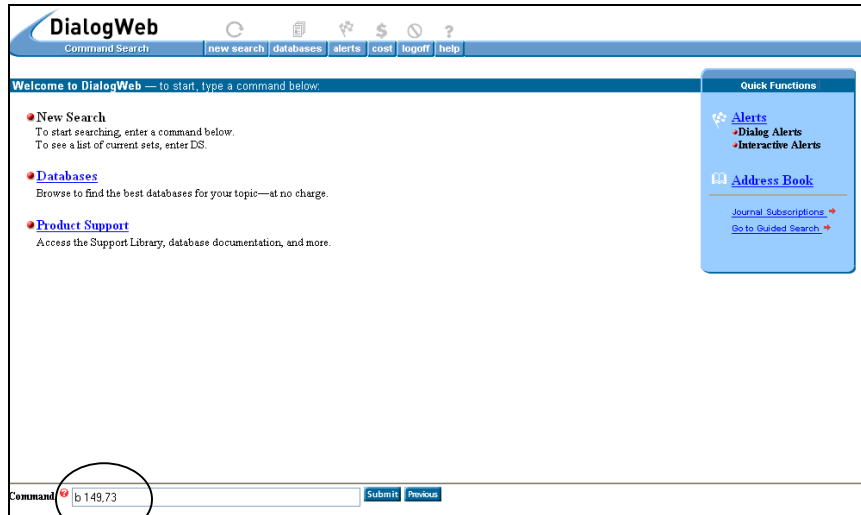 DialogWeb
Command Search
new search databases alerts cost logoff help
Welcome to DialogWeb — to start, type a command below:
Quick Functions
New Search
To start searching, enter a command below.
To see a list of current sets, enter DS.
Databases
Browse to find the best databases for your topic—at no charge.
Product Support
Access the Support Library, database documentation, and more.
Alerts
Dialog Alerts
Interactive Alerts
Address Book
Journal Subscriptions
Go to Guided Search
Command ? b 149,73 Submit Previous